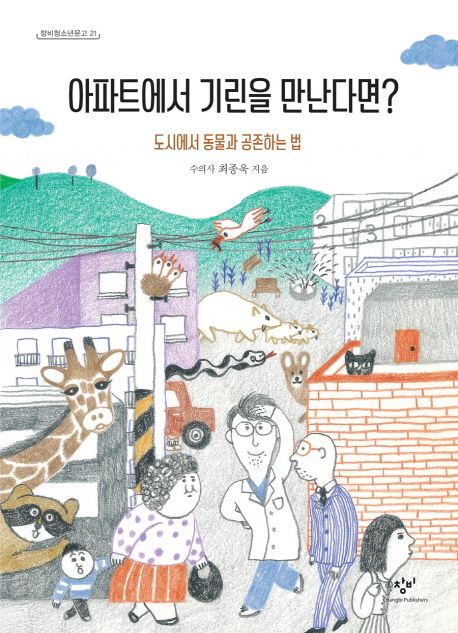 창비청소년문고 21
아파트에서 기린을 만난다면?
도시에서 동물과 공존하는 법
수의사 최종욱 지음
2
3
창비
Changbi Publishers